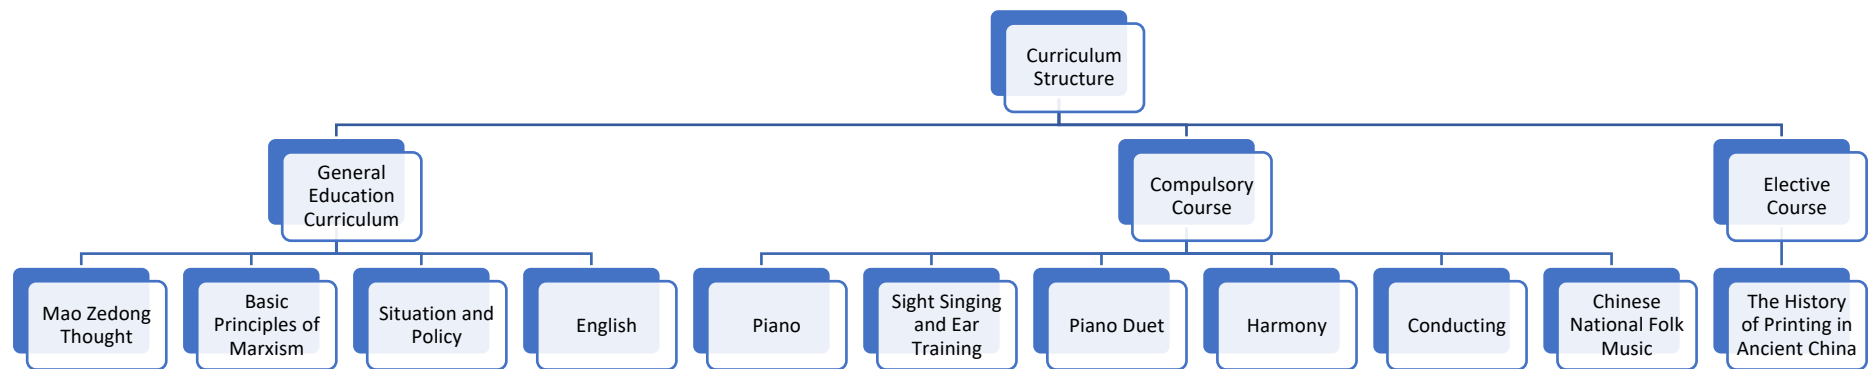 Curriculum
Structure
General
Education
Curriculum
Compulsory
Course
Elective
Course
Mao Zedong
Thought
Basic
Principles of
Marxism
Situation and
Policy
English
Piano
Sight Singing
and Ear
Training
Piano Duet
Harmony
Conducting
Chinese
National Folk
Music
The History
of Printing in
Ancient China